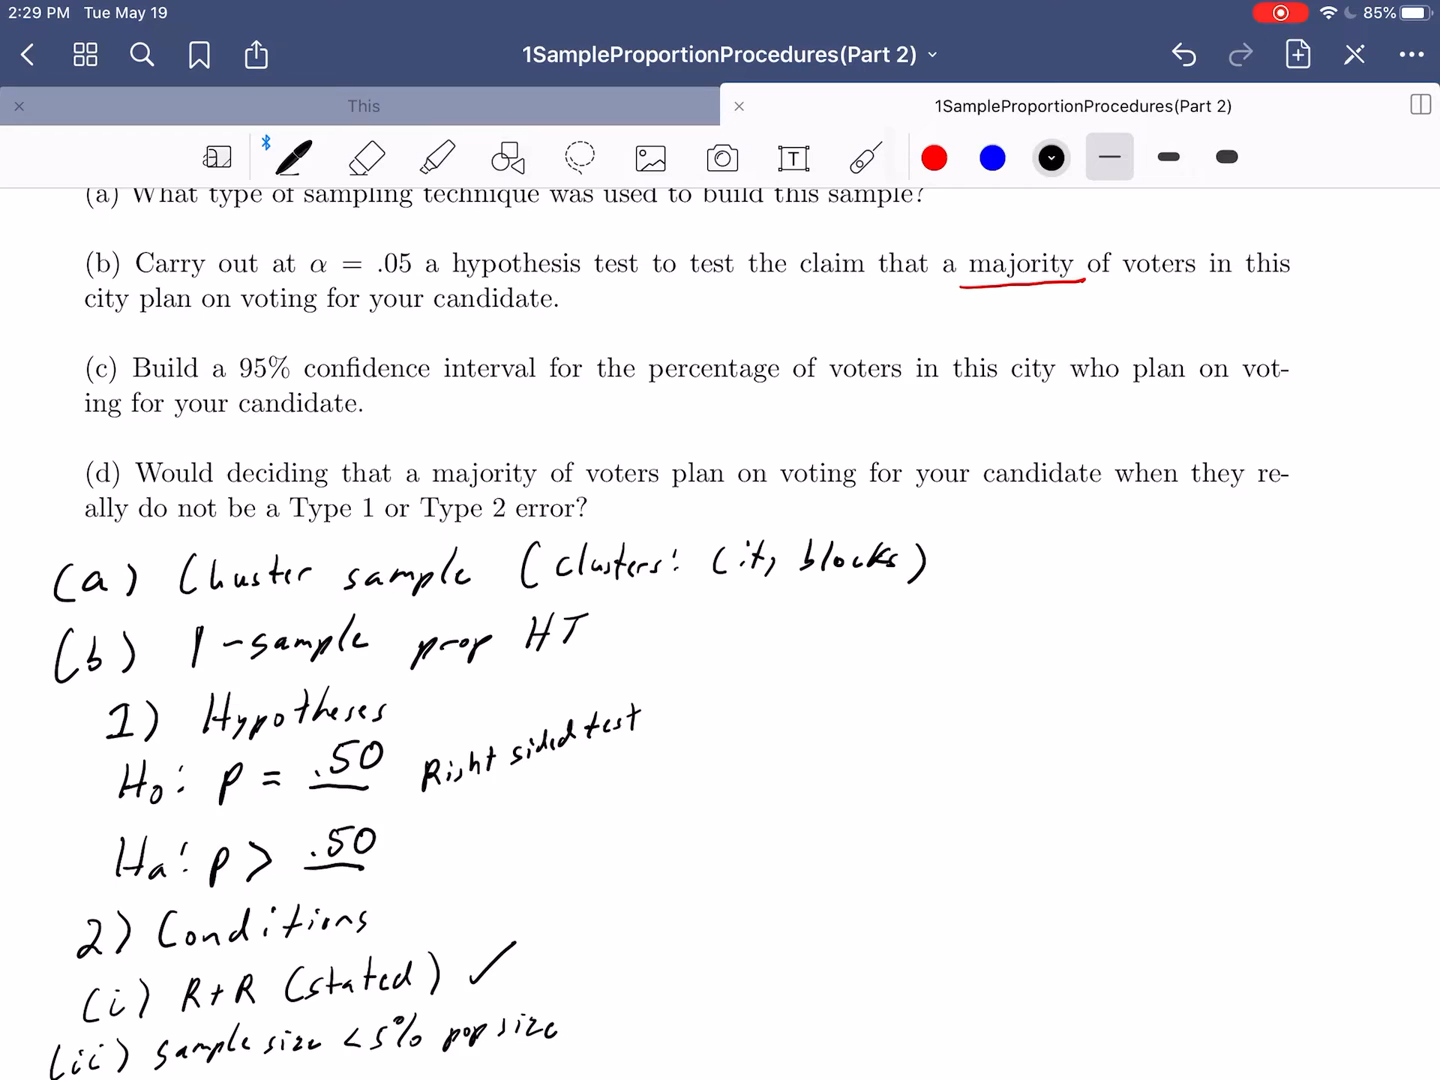 2:29 PM Tue May 19
85%
1SampleProportionProcedures(Part 2)
This
1SampleProportionProcedures(Part 2)
a
T
(a) What type of sampling technique was used to build this sample?
(b) Carry out at α = .05 a hypothesis test to test the claim that a majority of voters in this
city plan on voting for your candidate.
(c) Build a 95% confidence interval for the percentage of voters in this city who plan on vot-
ing for your candidate.
(d) Would deciding that a majority of voters plan on voting for your candidate when they re-
ally do not be a Type 1 or Type 2 error?
(a) Cluster sample (clusters: City blocks)
(b) 1-sample prop HT
1) Hypotheses
H₀: p = .50 Right sided test
Ha: p > .50
2) Conditions
(i) R+R (stated) ✓
(ii) sample size < 5% pop size